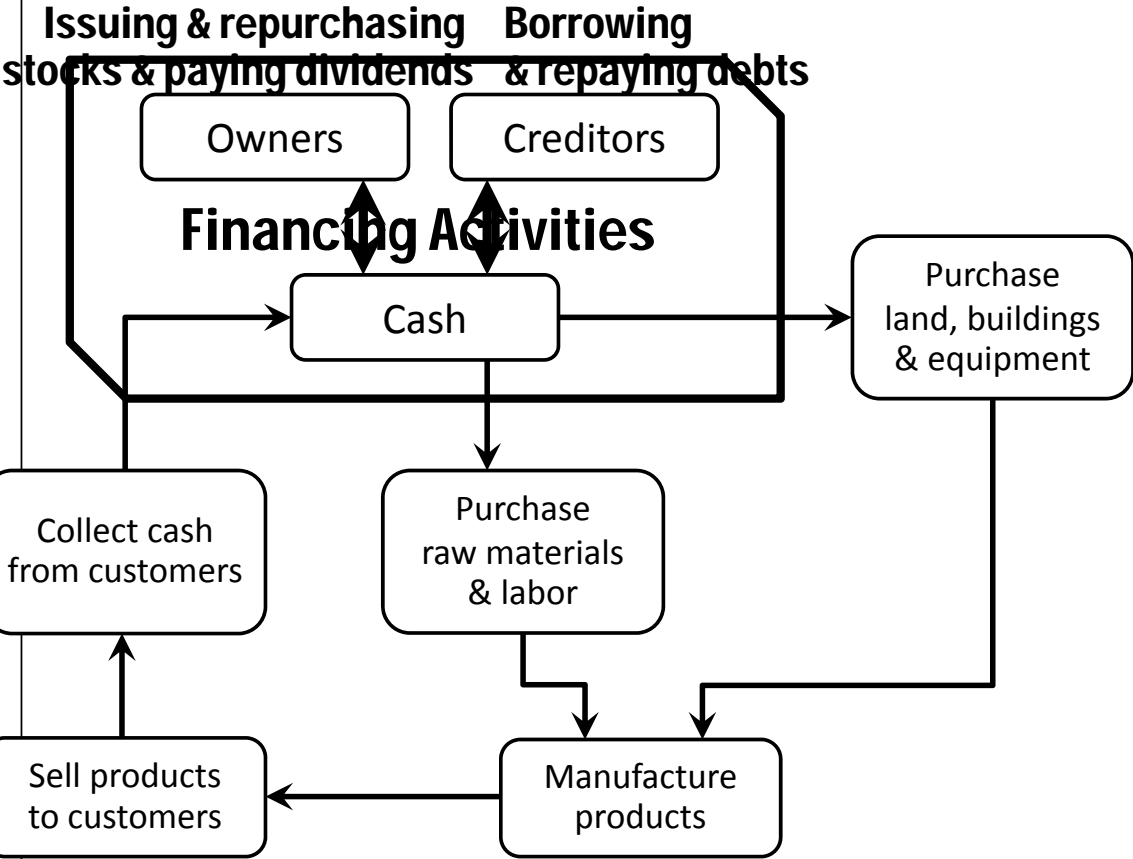 Issuing & repurchasing
stocks & paying dividends
Borrowing
& repaying debts
Owners
Creditors
Financing Activities
Cash
Purchase
land, buildings
& equipment
Collect cash
from customers
Purchase
raw materials
& labor
Sell products
to customers
Manufacture
products